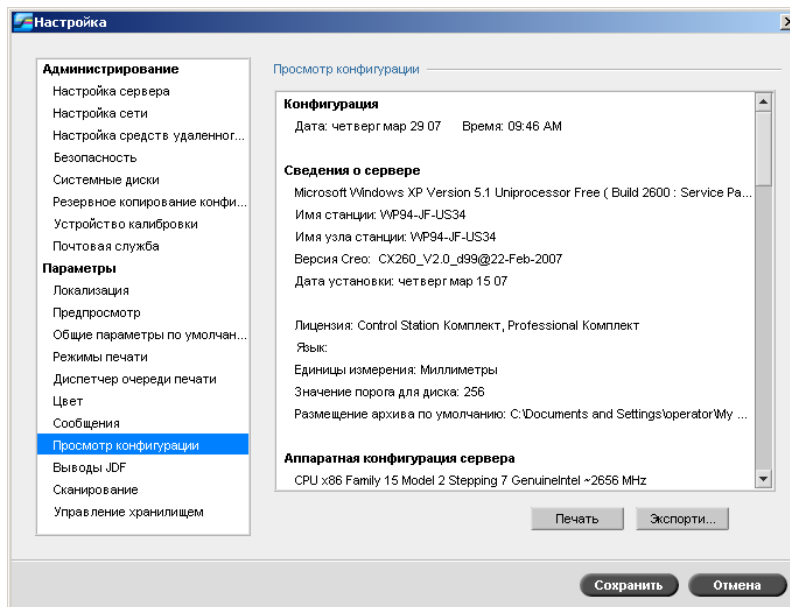 Настройка
Администрирование
Настройка сервера
Настройка сети
Настройка средств удаленног...
Безопасность
Системные диски
Резервное копирование конфи...
Устройство калибровки
Почтовая служба
Параметры
Локализация
Предпросмотр
Общие параметры по умолчан...
Режимы печати
Диспетчер очереди печати
Цвет
Сообщения
Просмотр конфигурации
Выводы JDF
Сканирование
Управление хранилищем
Просмотр конфигурации
Конфигурация
Дата: четверг мар 29 07 Время: 09:46 AM
Сведения о сервере
Microsoft Windows XP Version 5.1 Uniprocessor Free ( Build 2600 : Service Pa...
Имя станции: WP94-JF-US34
Имя узла станции: WP94-JF-US34
Версия Creo: CX260_V2.0_d99@22-Feb-2007
Дата установки: четверг мар 15 07
Лицензия: Control Station Комплект, Professional Комплект
Язык:
Единицы измерения: Миллиметры
Значение порога для диска: 256
Размещение архива по умолчанию: C:\Documents and Settings\operator\My ...
Аппаратная конфигурация сервера
CPU x86 Family 15 Model 2 Stepping 7 GenuineIntel ~2656 MHz
Печать
Экспорти...
Сохранить
Отмена